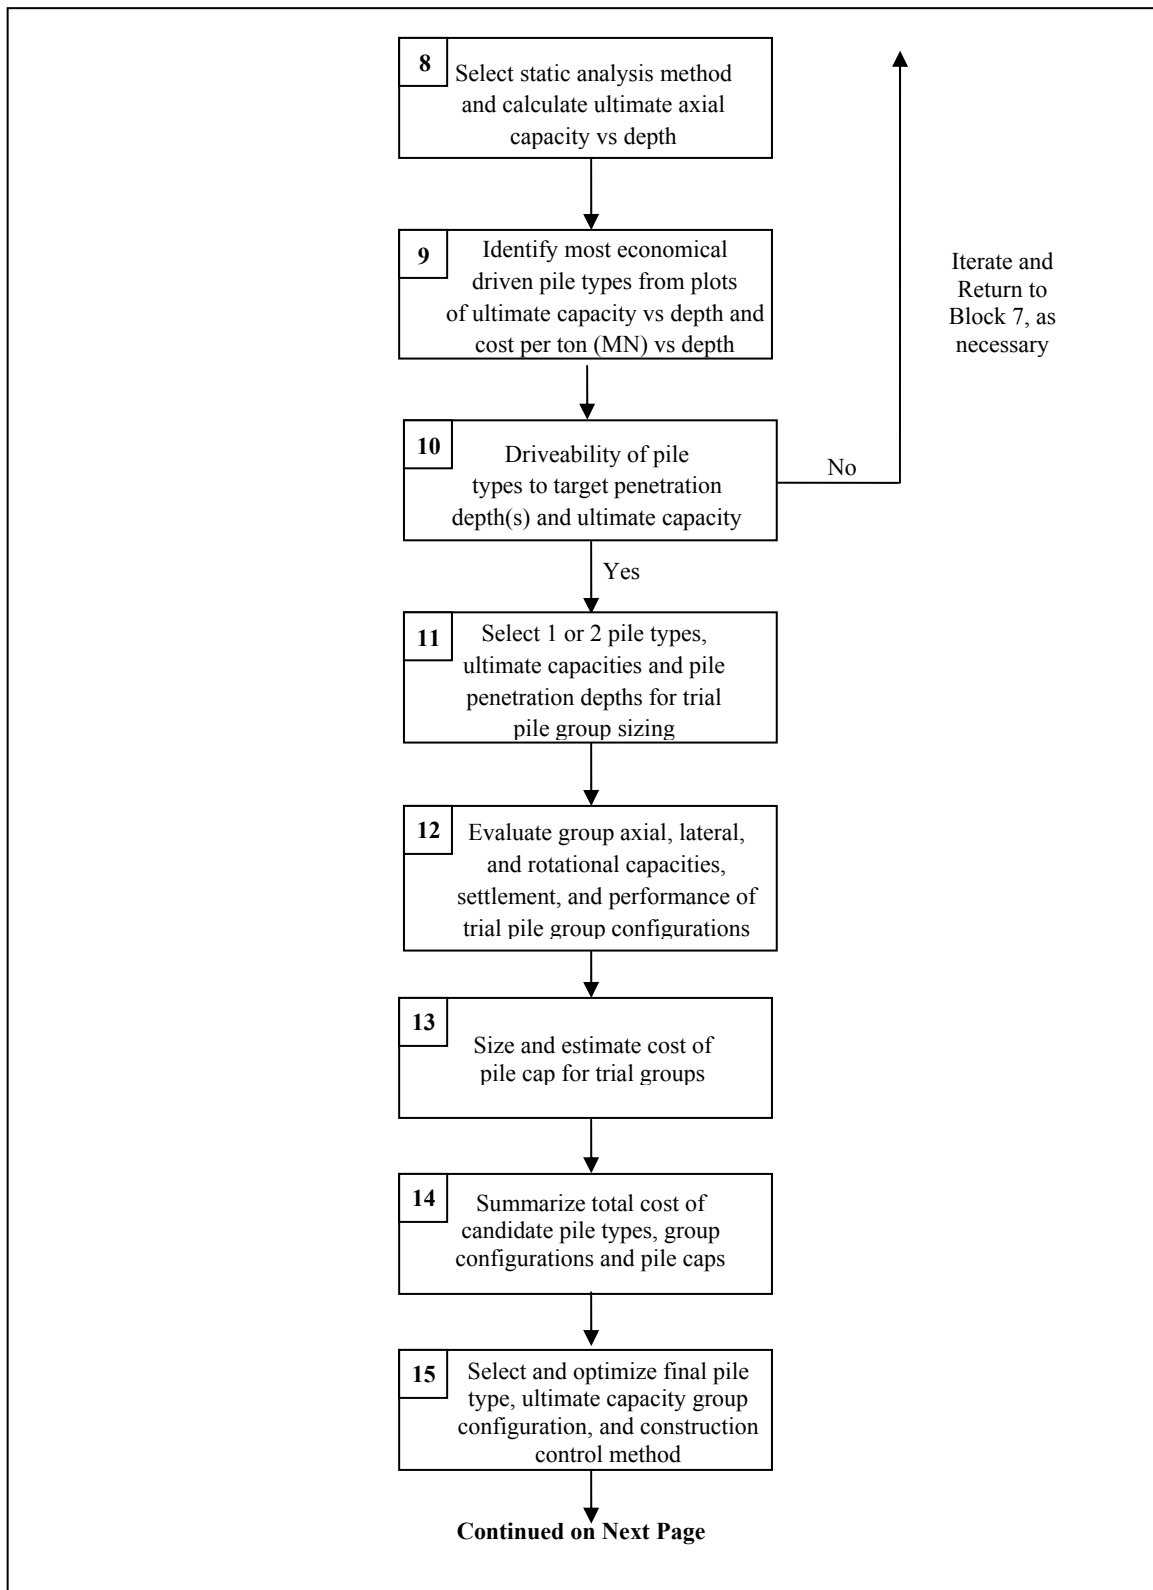 8
Select static analysis method
and calculate ultimate axial
capacity vs depth
9
Identify most economical
driven pile types from plots
of ultimate capacity vs depth and
cost per ton (MN) vs depth
Iterate and
Return to
Block 7, as
necessary
10
Driveability of pile
types to target penetration
depth(s) and ultimate capacity
No
Yes
11
Select 1 or 2 pile types,
ultimate capacities and pile
penetration depths for trial
pile group sizing
12
Evaluate group axial, lateral,
and rotational capacities,
settlement, and performance of
trial pile group configurations
13
Size and estimate cost of
pile cap for trial groups
14
Summarize total cost of
candidate pile types, group
configurations and pile caps
15
Select and optimize final pile
type, ultimate capacity group
configuration, and construction
control method
Continued on Next Page